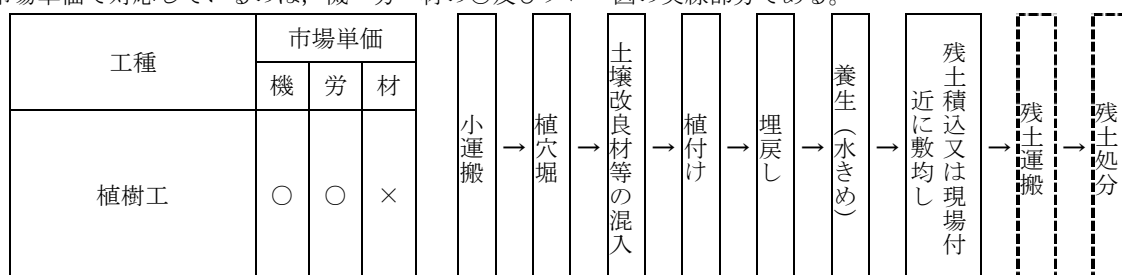 市場単価で対応しているのは，機・労・材の○及びフロー図の実線部分である。
工種
市場単価
機 労 材
植樹工
○ ○ ×
小運搬
→
植穴堀
→
土壌改良材等の混入
→
植付け
→
埋戻し
→
養生（水きめ）
→
残土積込又は現場付
近に敷均し
→
残土運搬
→
残土処分